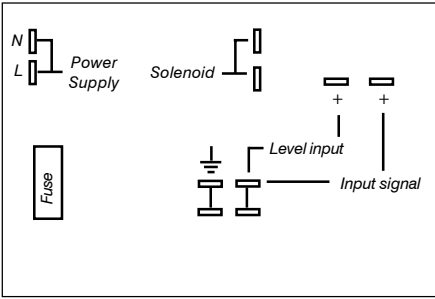 N
L
Power
Supply
Solenoid
+ +
Level input
Input signal
Fuse